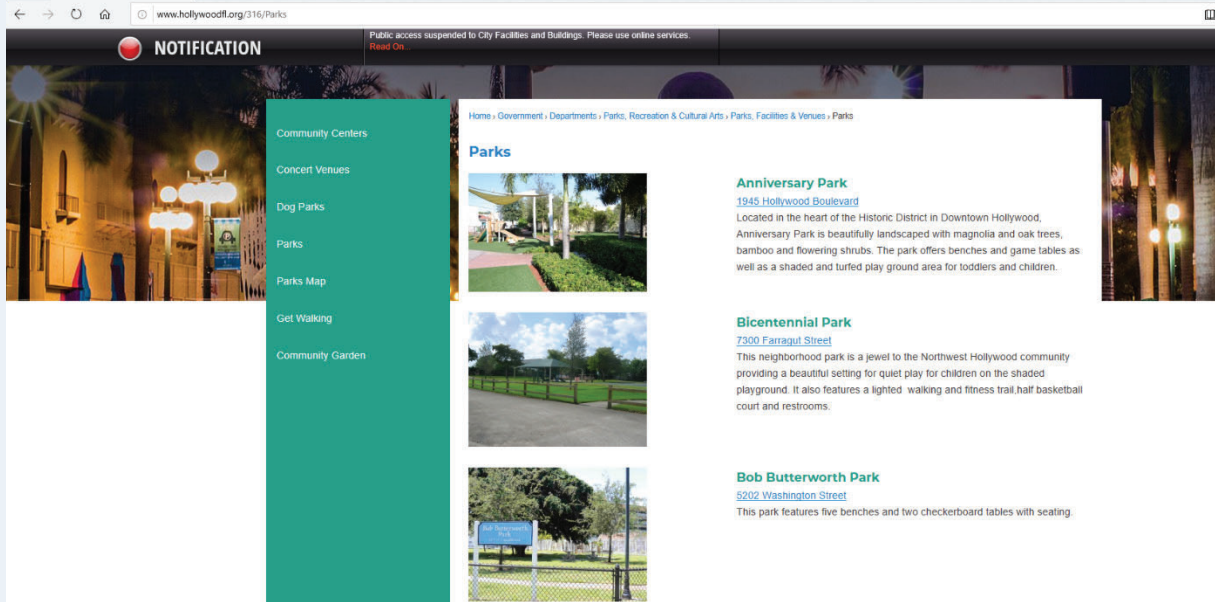 www.hollywoodfl.org/316/Parks
NOTIFICATION
Public access suspended to City Facilities and Buildings. Please use online services.
Read On...
Community Centers
Concert Venues
Dog Parks
Parks
Parks Map
Get Walking
Community Garden
Home › Government › Departments › Parks, Recreation & Cultural Arts › Parks, Facilities & Venues › Parks
Parks
Anniversary Park
1945 Hollywood Boulevard
Located in the heart of the Historic District in Downtown Hollywood,
Anniversary Park is beautifully landscaped with magnolia and oak trees,
bamboo and flowering shrubs. The park offers benches and game tables as
well as a shaded and turfed play ground area for toddlers and children.
Bicentennial Park
7300 Farragut Street
This neighborhood park is a jewel to the Northwest Hollywood community
providing a beautiful setting for quiet play for children on the shaded
playground. It also features a lighted walking and fitness trail,half basketball
court and restrooms.
Bob Butterworth Park
5202 Washington Street
This park features five benches and two checkerboard tables with seating.
Bob Butterworth
Park